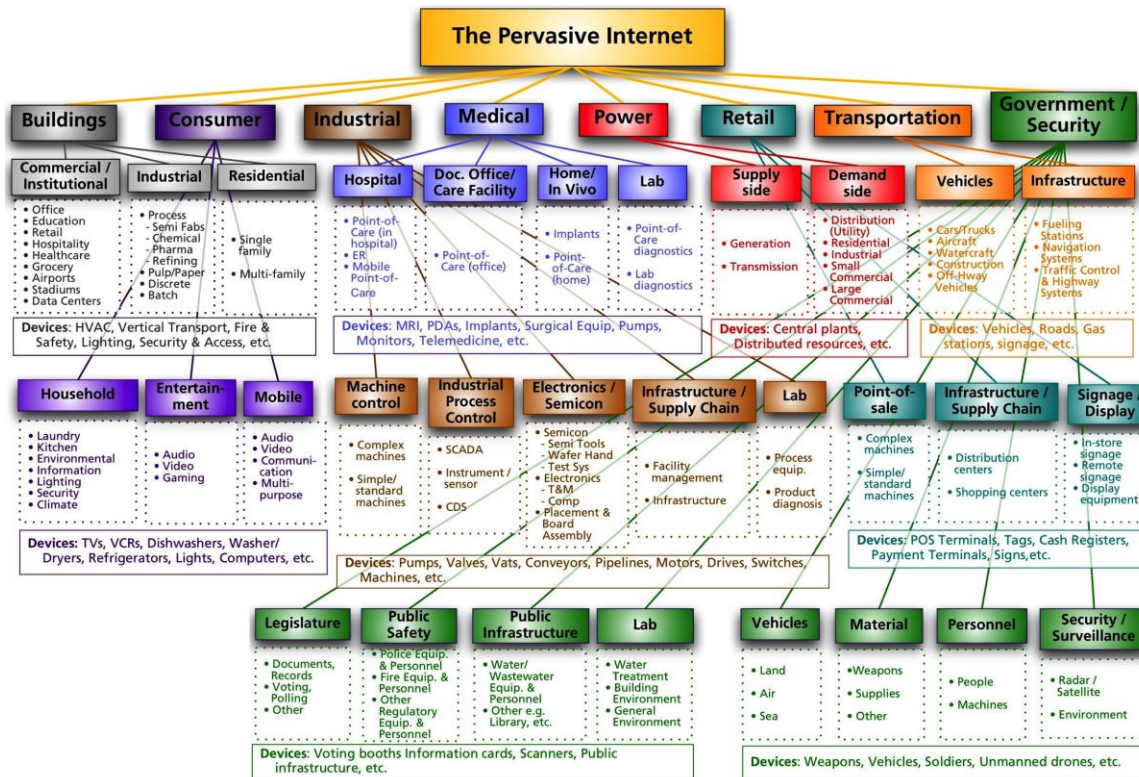 The Pervasive Internet
Buildings
Consumer
Industrial
Medical
Power
Retail
Transportation
Government /
Security
Commercial /
Institutional
• Office
• Education
• Retail
• Hospitality
• Healthcare
• Grocery
• Airports
• Stadiums
• Data Centers
Industrial
• Process
- Semi Fabs
- Chemical
- Pharma
- Refining
• Pulp/Paper
• Discrete
• Batch
Residential
• Single
family
• Multi-family
Devices: HVAC, Vertical Transport, Fire &
Safety, Lighting, Security & Access, etc.
Hospital
• Point-of-
Care (in
hospital)
• ER
• Mobile
Point-of-
Care
Doc. Office/
Care Facility
• Point-of-
Care (office)
Home/
In Vivo
• Implants
• Point-of-
Care
(home)
Lab
• Point-of-
Care
diagnostics
• Lab
diagnostics
Devices: MRI, PDAs, Implants, Surgical Equip, Pumps,
Monitors, Telemedicine, etc.
Supply
side
• Generation
• Transmission
Demand
side
• Distribution
(Utility)
• Residential
• Industrial
• Small
Commercial
• Large
Commercial
Devices: Central plants,
Distributed resources, etc.
Vehicles
• Cars/Trucks
• Aircraft
• Watercraft
• Construction
• Off-Hway
Vehicles
Infrastructure
• Fueling
Stations
• Navigation
Systems
• Traffic Control
& Highway
Systems
Devices: Vehicles, Roads, Gas
stations, signage, etc.
Household
• Laundry
• Kitchen
• Environmental
• Information
• Lighting
• Security
• Climate
Entertain-
ment
• Audio
• Video
• Gaming
Mobile
• Audio
• Video
• Communi-
cation
• Multi-
purpose
Devices: TVs, VCRs, Dishwashers, Washer/
Dryers, Refrigerators, Lights, Computers, etc.
Machine
control
• Complex
machines
• Simple/
standard
machines
Industrial
Process
Control
• SCADA
• Instrument /
sensor
• CDS
Electronics /
Semicon
• Semicon
- Semi Tools
- Wafer Hand
- Test Sys
• Electronics
- T&M
- Comp
• Placement &
Board
Assembly
Infrastructure /
Supply Chain
• Facility
management
• Infrastructure
Lab
• Process
equip.
• Product
diagnosis
Devices: Pumps, Valves, Vats, Conveyors, Pipelines, Motors, Drives, Switches,
Machines, etc.
Point-of-
sale
• Complex
machines
• Simple/
standard
machines
Infrastructure /
Supply Chain
• Distribution
centers
• Shopping centers
Signage /
Display
• In-store
signage
• Remote
signage
• Display
equipment
Devices: POS Terminals, Tags, Cash Registers,
Payment Terminals, Signs,etc.
Legislature
• Documents,
Records
• Voting,
Polling
• Other
Public
Safety
• Police Equip.
& Personnel
• Fire Equip. &
Personnel
• Other
Regulatory
Equip. &
Personnel
Public
Infrastructure
• Water/
Wastewater
Equip. &
Personnel
• Other e.g.
Library, etc.
Lab
• Water
Treatment
• Building
Environment
• General
Environment
Devices: Voting booths Information cards, Scanners, Public
infrastructure, etc.
Vehicles
• Land
• Air
• Sea
Material
•Weapons
• Supplies
• Other
Personnel
• People
• Machines
Security /
Surveillance
• Radar /
Satellite
• Environment
Devices: Weapons, Vehicles, Soldiers, Unmanned drones, etc.